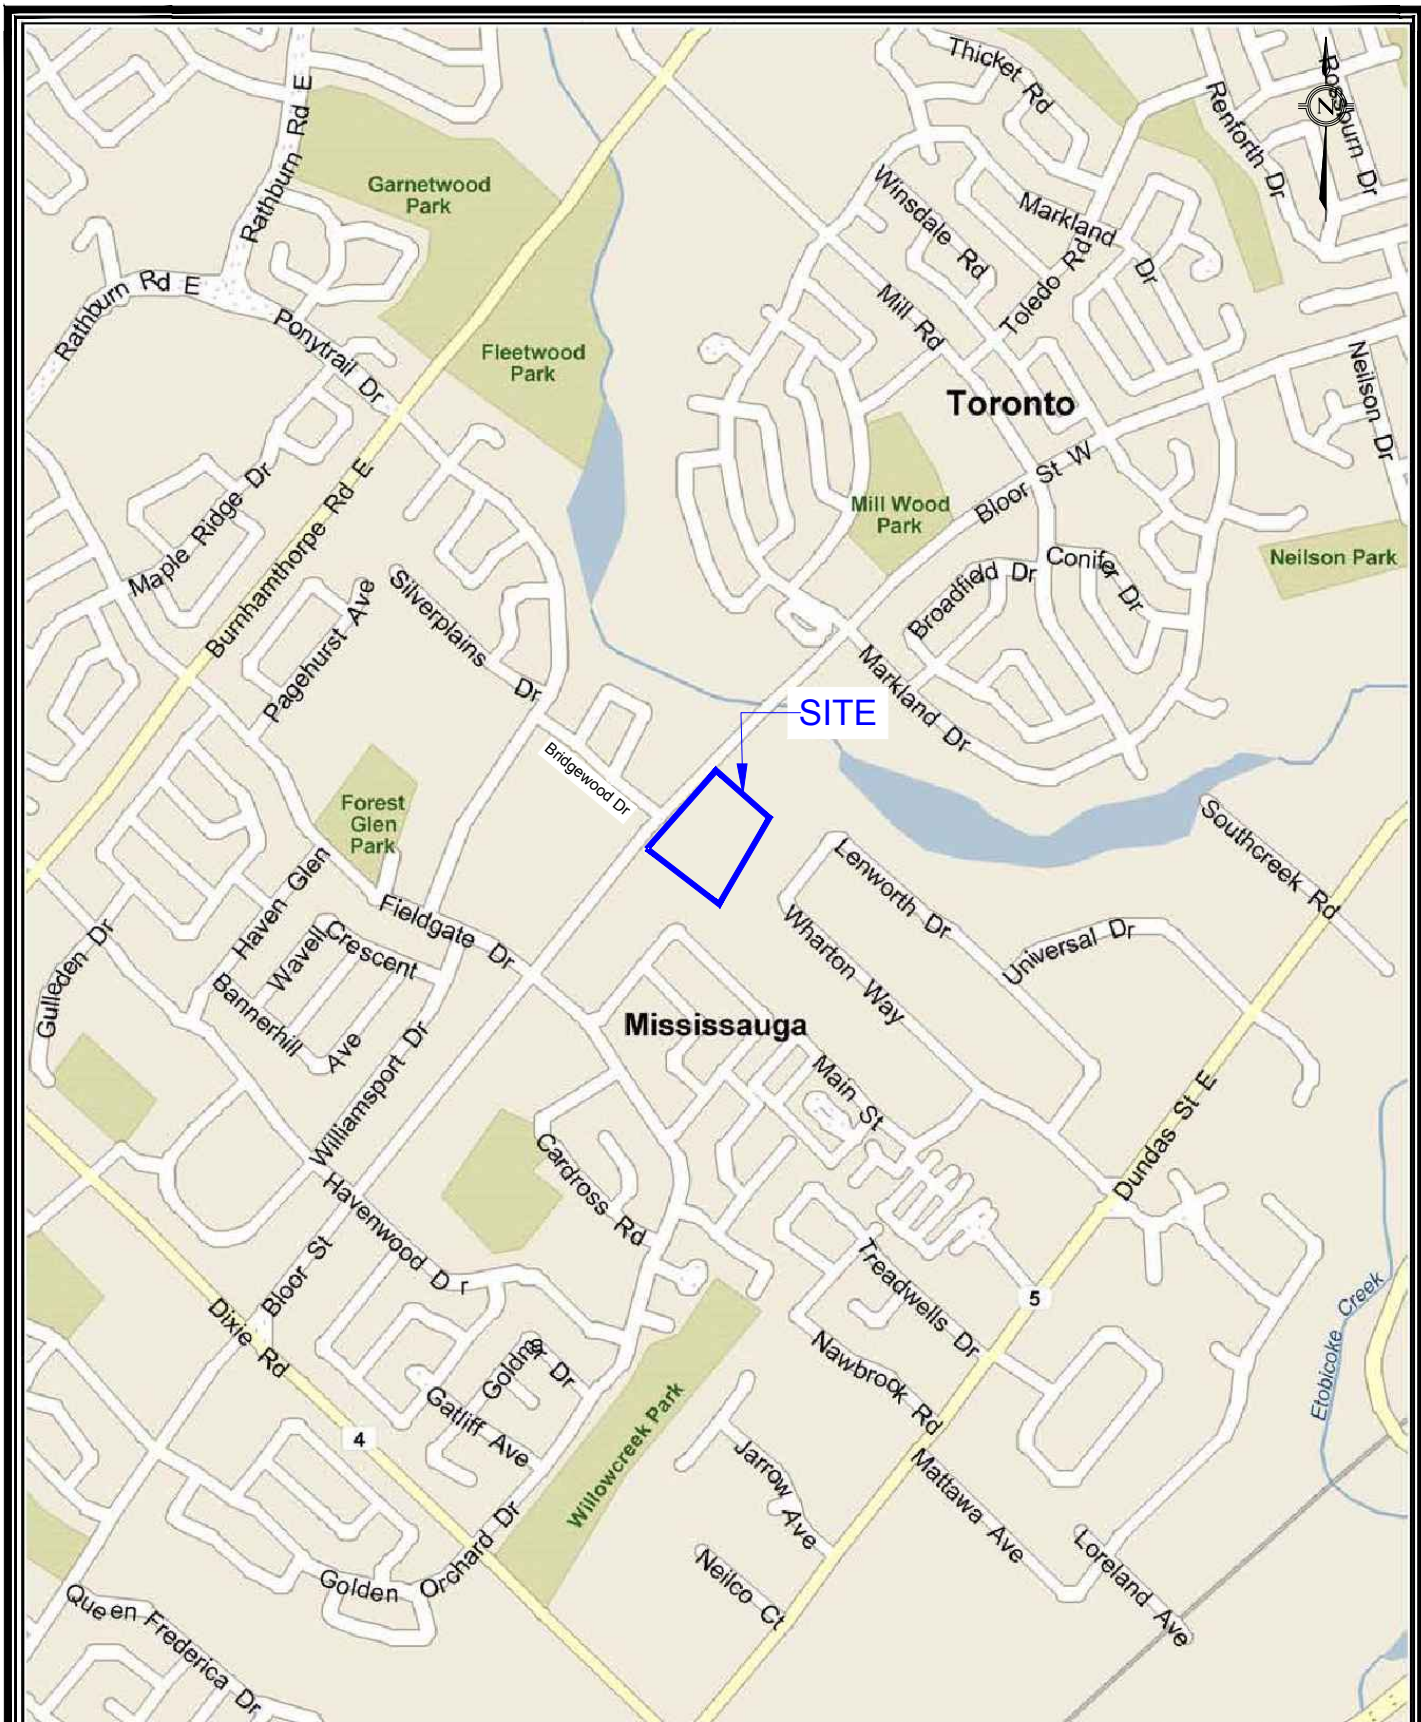 Thicket Rd
Rossburn Dr
N
Renforth Dr
Rathburn Rd E
Garnetwood
Park
Winsdale Rd
Markland Dr
Toledo Rd
Rathburn Rd E
Ponytrail Dr
Mill Rd
Fleetwood
Park
Neilson Dr
Toronto
Bloor St W
Maple Ridge Dr
Burnhamthorpe Rd E
Mill Wood
Park
Neilson Park
Conifer Dr
Broadfield Dr
Pagehurst Ave
Silverplains Dr
Markland Dr
SITE
Bridgewood Dr
Forest
Glen
Park
Southcreek Rd
Lenworth Dr
Haven Glen
Fieldgate Dr
Wharton Way
Universal Dr
Gulleden Dr
Wavell
Crescent
Bannerhill Ave
Mississauga
Williamsport Dr
Main St
Dundas St E
Cardross Rd
Havenwood Dr
Bloor St
Treadwells Dr
5
Etobicoke Creek
Dixie Rd
Nawbrook Rd
Goldmar Dr
Gatliff Ave
4
Willowcreek Park
Jarrow Ave
Mattawa Ave
Neilco Ct
Loreland Ave
Golden Orchard Dr
Queen Frederica Dr